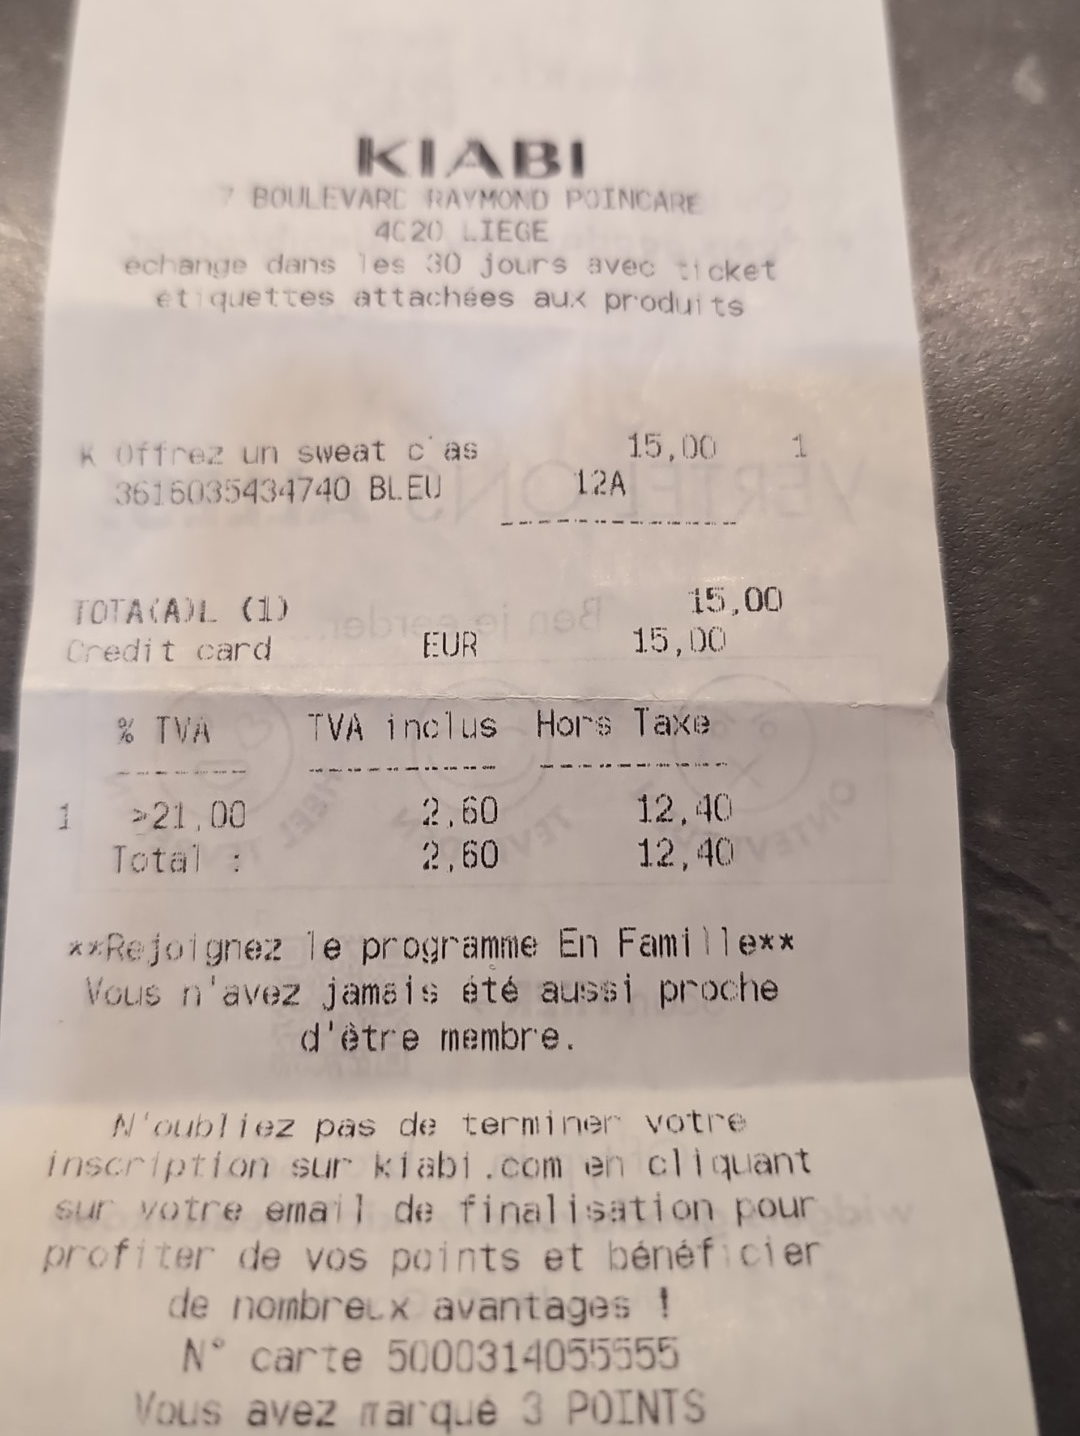 KIABI
7 BOULEVARD RAYMOND POINCARE
4020 LIEGE
echange dans les 30 jours avec ticket
etiquettes attachées aux produits
K Offrez un sweat c'as 15,00 1
3616035434740 BLEU 12A
TOTA(A)L (1) 15,00
Credit card EUR 15,00
% TVA TVA inclus Hors Taxe
1 >21,00 2,60 12,40
Total : 2,60 12,40
**Rejoignez le programme En Famille**
Vous n'avez jamais été aussi proche
d'être membre.
N'oubliez pas de terminer votre
inscription sur kiabi.com en cliquant
sur votre email de finalisation pour
profiter de vos points et bénéficier
de nombreux avantages !
N° carte 5000314055555
Vous avez marqué 3 POINTS